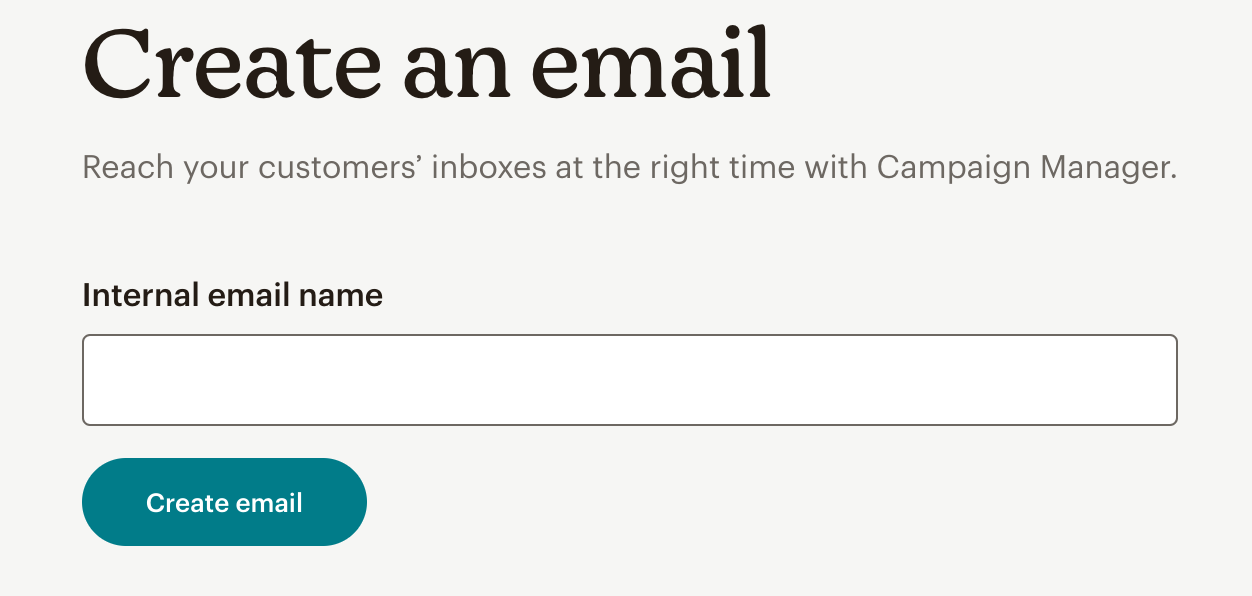 Create an email
Reach your customers’ inboxes at the right time with Campaign Manager.
Internal email name
Create email